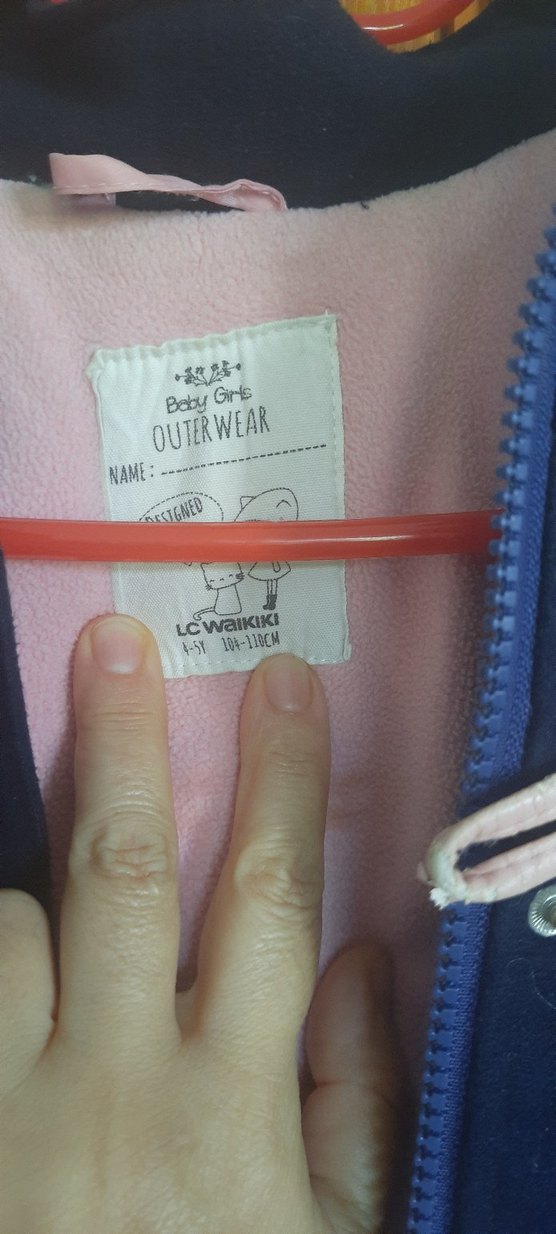 Baby Girls
OUTERWEAR
NAME:
DESIGNED
LC WAIKIKI
4-5Y 104-110CM